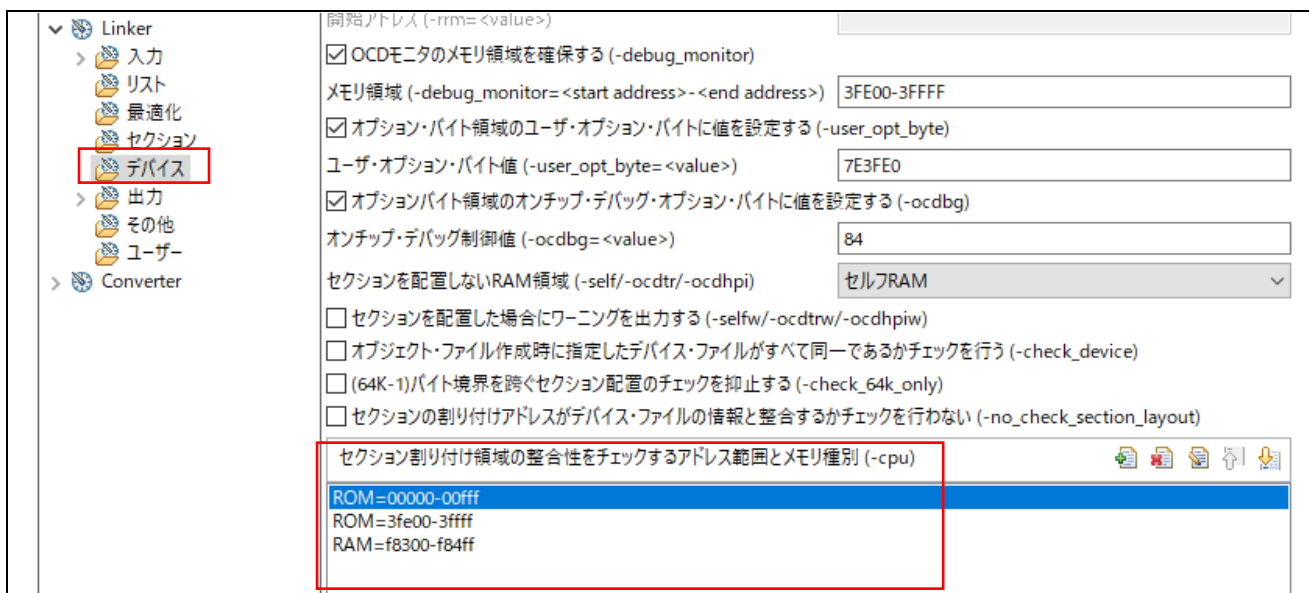 Linker
入力
リスト
最適化
セクション
デバイス
出力
その他
ユーザー
Converter
開始アドレス (-rrm=<value>)
OCDモニタのメモリ領域を確保する (-debug_monitor)
メモリ領域 (-debug_monitor=<start address>-<end address>) 3FE00-3FFFF
オプション・バイト領域のユーザ・オプション・バイトに値を設定する (-user_opt_byte)
ユーザ・オプション・バイト値 (-user_opt_byte=<value>) 7E3FE0
オプションバイト領域のオンチップ・デバッグ・オプション・バイトに値を設定する (-ocdbg)
オンチップ・デバッグ制御値 (-ocdbg=<value>) 84
セクションを配置しないRAM領域 (-self/-ocdtr/-ocdhpi) セルフRAM
セクションを配置した場合にワーニングを出力する (-selfw/-ocdtrw/-ocdhpiw)
オブジェクト・ファイル作成時に指定したデバイス・ファイルがすべて同一であるかチェックを行う (-check_device)
(64K-1)バイト境界を跨ぐセクション配置のチェックを抑止する (-check_64k_only)
セクションの割り付けアドレスがデバイス・ファイルの情報と整合するかチェックを行わない (-no_check_section_layout)
セクション割り付け領域の整合性をチェックするアドレス範囲とメモリ種別 (-cpu)
ROM=00000-00fff
ROM=3fe00-3ffff
RAM=f8300-f84ff